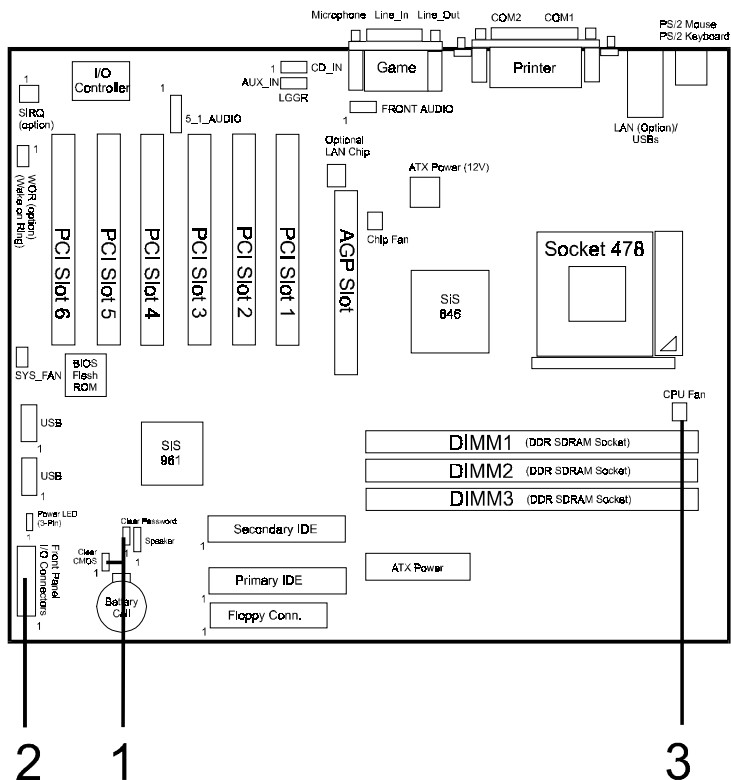 Microphone Line_In Line_Out
COM2 COM1
PS/2 Mouse
PS/2 Keyboard
Game
Printer
LAN (Option)/
USBs
I/O
Controller
1
SIRQ
(option)
1
WOR (option)
(Wake on Ring)
1
5_1_AUDIO
1 CD_IN
AUX_IN
LGGR
FRONT AUDIO
1
Optional
LAN Chip
ATX Power (12V)
Chip Fan
PCI Slot 6
PCI Slot 5
PCI Slot 4
PCI Slot 3
PCI Slot 2
PCI Slot 1
AGP Slot
SiS
646
Socket 478
SYS_FAN
BIOS
Flash
ROM
CPU Fan
USB
1
USB
1
SiS
961
DIMM1 (DDR SDRAM Socket)
DIMM2 (DDR SDRAM Socket)
DIMM3 (DDR SDRAM Socket)
Power LED
(3-Pin)
1
Clear Password
1
Speaker
1
Clear
CMOS
1
Front Panel
I/O Connectors
1
Battery
Cell
Secondary IDE
1
Primary IDE
1
Floppy Conn.
1
ATX Power
2
1
3